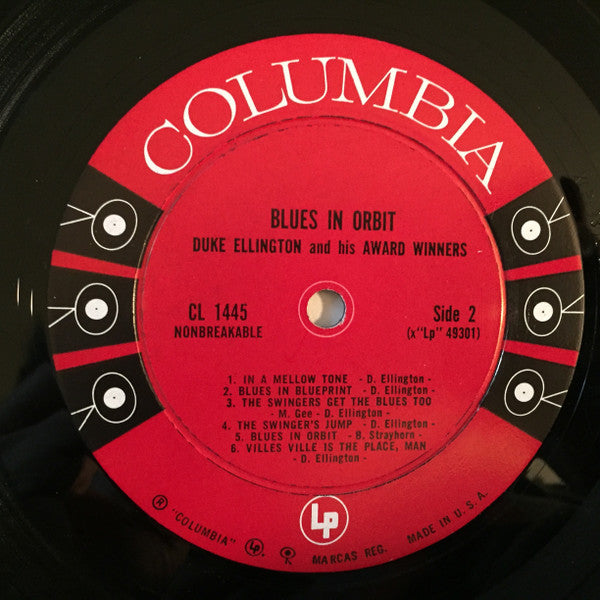 COLUMBIA
BLUES IN ORBIT
DUKE ELLINGTON and his AWARD WINNERS
CL 1445
NONBREAKABLE
Side 2
(x"Lp" 49301)
1. IN A MELLOW TONE - D. Ellington -
2. BLUES IN BLUEPRINT - D. Ellington -
3. THE SWINGERS GET THE BLUES TOO
- M. Gee - D. Ellington -
4. THE SWINGER'S JUMP - D. Ellington -
5. BLUES IN ORBIT - B. Strayhorn -
6. VILLES VILLE IS THE PLACE, MAN
- D. Ellington -
Lp
® "COLUMBIA" Lp MARCAS REG. MADE IN U.S.A.